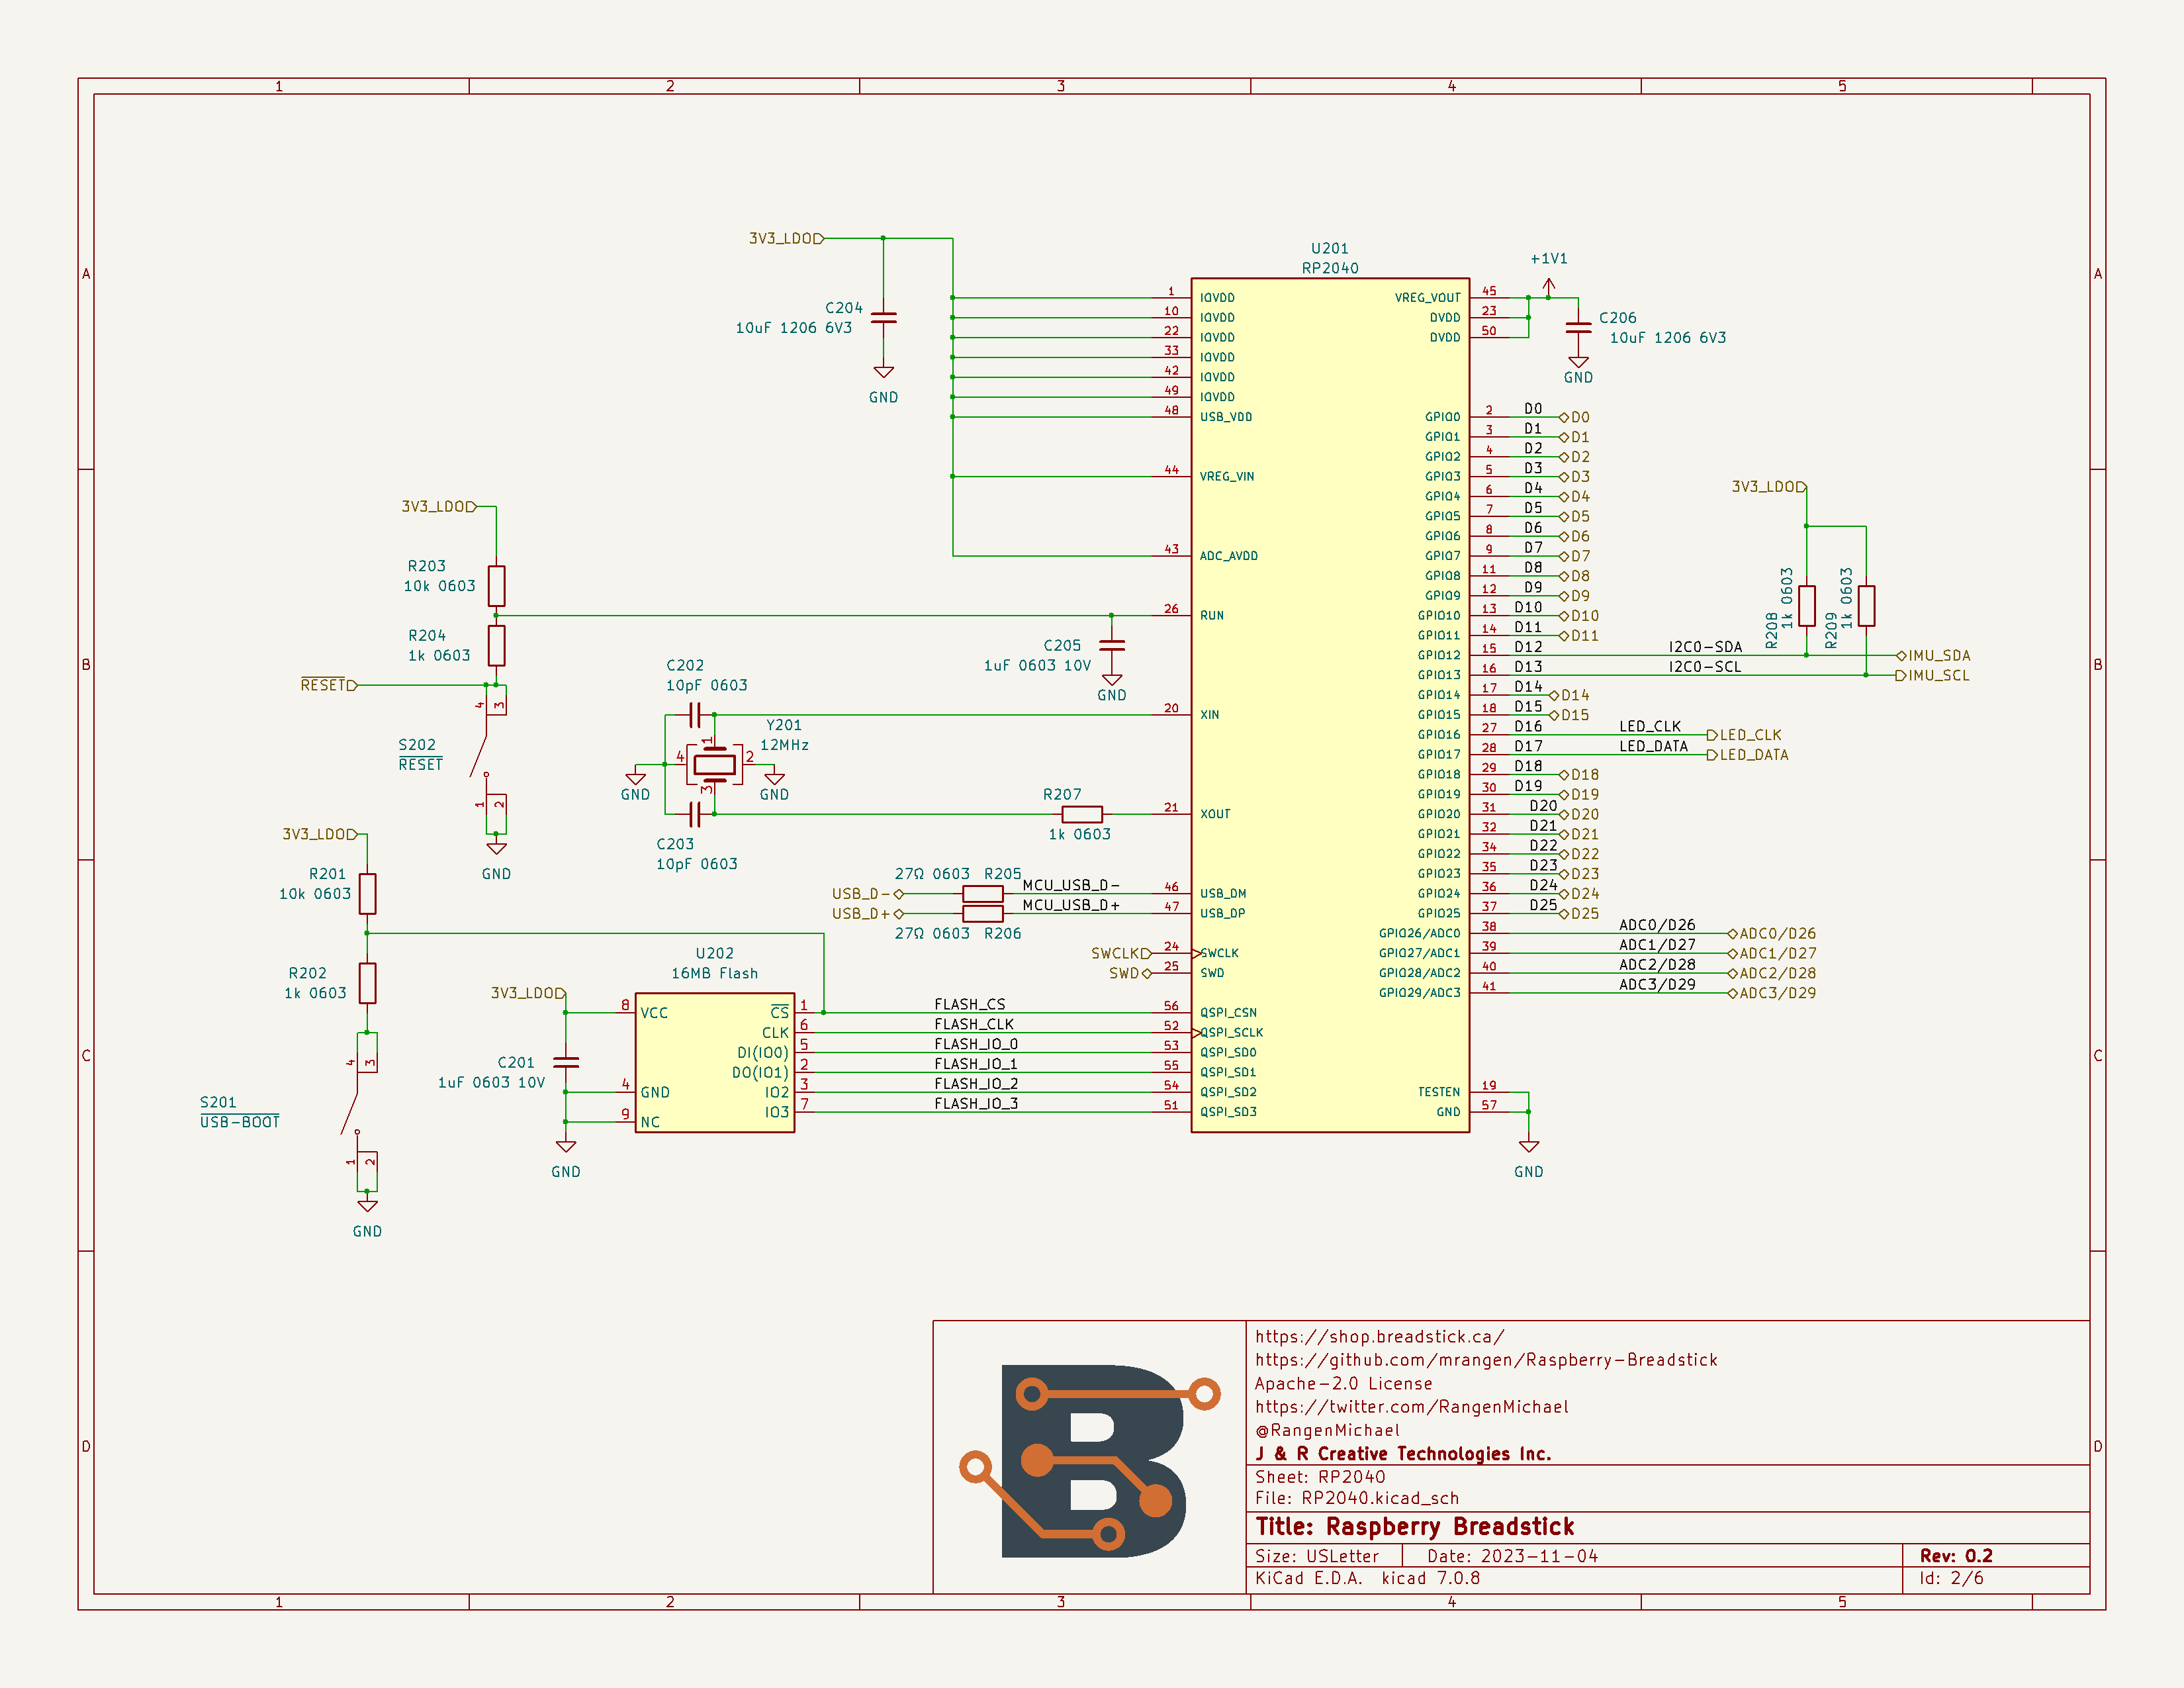 1 2 3 4 5
A A
B B
C C
D D
3V3_LDO
C204
10uF 1206 6V3
GND
U201
RP2040
1 IOVDD
10 IOVDD
22 IOVDD
33 IOVDD
42 IOVDD
49 IOVDD
48 USB_VDD
44 VREG_VIN
43 ADC_AVDD
26 RUN
20 XIN
21 XOUT
46 USB_DM
47 USB_DP
24 SWCLK
25 SWD
56 QSPI_CSN
52 QSPI_SCLK
53 QSPI_SD0
55 QSPI_SD1
54 QSPI_SD2
51 QSPI_SD3
VREG_VOUT 45
DVDD 23
DVDD 50
+1V1
C206
10uF 1206 6V3
GND
GPIO0 2 D0 D0
GPIO1 3 D1 D1
GPIO2 4 D2 D2
GPIO3 5 D3 D3
GPIO4 6 D4 D4
GPIO5 7 D5 D5
GPIO6 8 D6 D6
GPIO7 9 D7 D7
GPIO8 11 D8 D8
GPIO9 12 D9 D9
GPIO10 13 D10 D10
GPIO11 14 D11 D11
GPIO12 15 D12 I2C0-SDA IMU_SDA
GPIO13 16 D13 I2C0-SCL IMU_SCL
GPIO14 17 D14 D14
GPIO15 18 D15 D15
GPIO16 27 D16 LED_CLK LED_CLK
GPIO17 28 D17 LED_DATA LED_DATA
GPIO18 29 D18 D18
GPIO19 30 D19 D19
GPIO20 31 D20 D20
GPIO21 32 D21 D21
GPIO22 34 D22 D22
GPIO23 35 D23 D23
GPIO24 36 D24 D24
GPIO25 37 D25 D25
GPIO26/ADC0 38 ADC0/D26 ADC0/D26
GPIO27/ADC1 39 ADC1/D27 ADC1/D27
GPIO28/ADC2 40 ADC2/D28 ADC2/D28
GPIO29/ADC3 41 ADC3/D29 ADC3/D29
TESTEN 19
GND 57
GND
3V3_LDO
R208
1k 0603
R209
1k 0603
3V3_LDO
R203
10k 0603
R204
1k 0603
RESET
4 3
S202
RESET
1 2
GND
C205
1uF 0603 10V
GND
C202
10pF 0603
Y201
12MHz
1
4 2
3
GND GND
C203
10pF 0603
R207
1k 0603
27Ω 0603 R205
USB_D- MCU_USB_D-
USB_D+ MCU_USB_D+
27Ω 0603 R206
SWCLK
SWD
3V3_LDO
R201
10k 0603
R202
1k 0603
4 3
S201
USB-BOOT
1 2
GND
U202
16MB Flash
3V3_LDO
C201
1uF 0603 10V
GND
8 VCC
4 GND
9 NC
CS 1 FLASH_CS
CLK 6 FLASH_CLK
DI(IO0) 5 FLASH_IO_0
DO(IO1) 2 FLASH_IO_1
IO2 3 FLASH_IO_2
IO3 7 FLASH_IO_3
https://shop.breadstick.ca/
https://github.com/mrangen/Raspberry-Breadstick
Apache-2.0 License
https://twitter.com/RangenMichael
@RangenMichael
J & R Creative Technologies Inc.
Sheet: RP2040
File: RP2040.kicad_sch
Title: Raspberry Breadstick
Size: USLetter Date: 2023-11-04 Rev: 0.2
KiCad E.D.A. kicad 7.0.8 Id: 2/6
B
1 2 3 4 5